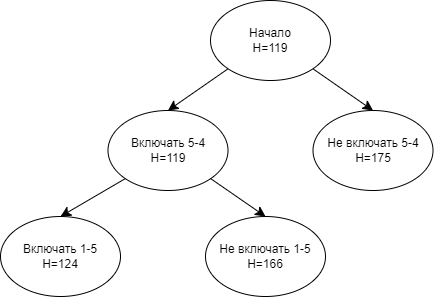 Начало
H=119
Включать 5-4
H=119
Не включать 5-4
H=175
Включать 1-5
H=124
Не включать 1-5
H=166